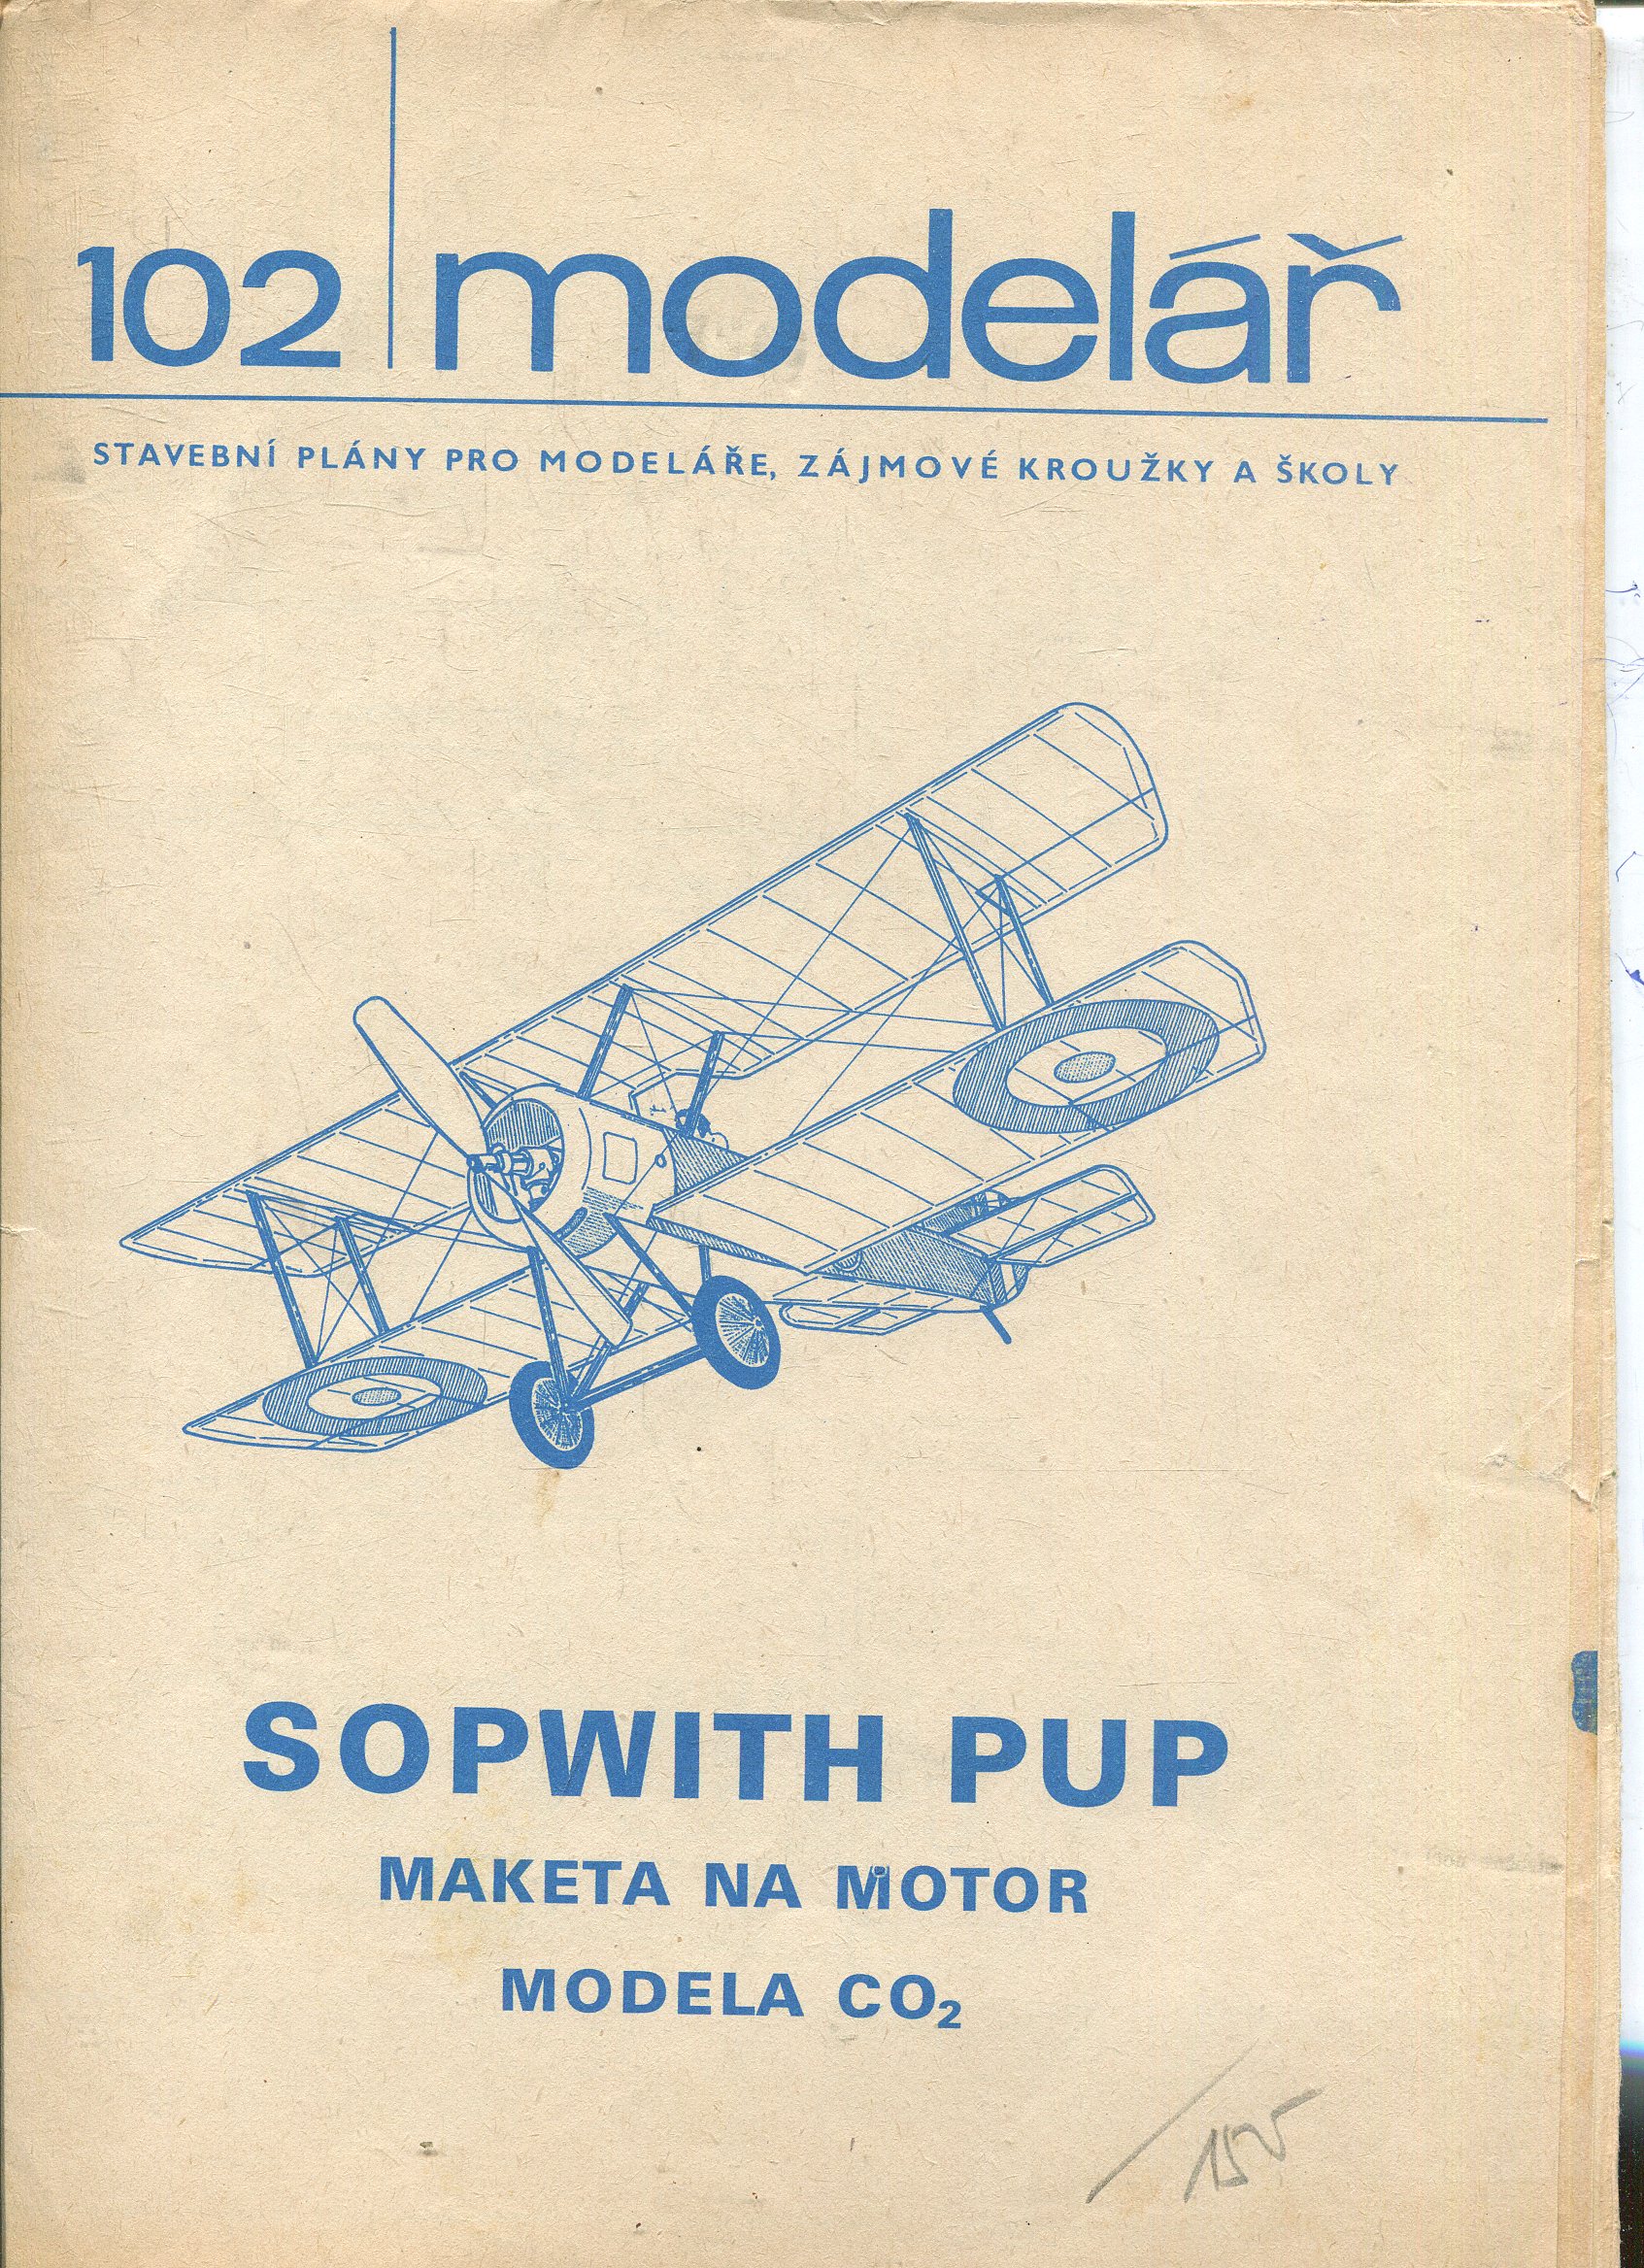 102 modelář
STAVEBNÍ PLÁNY PRO MODELÁŘE, ZÁJMOVÉ KROUŽKY A ŠKOLY
SOPWITH PUP
MAKETA NA MOTOR
MODELA CO₂